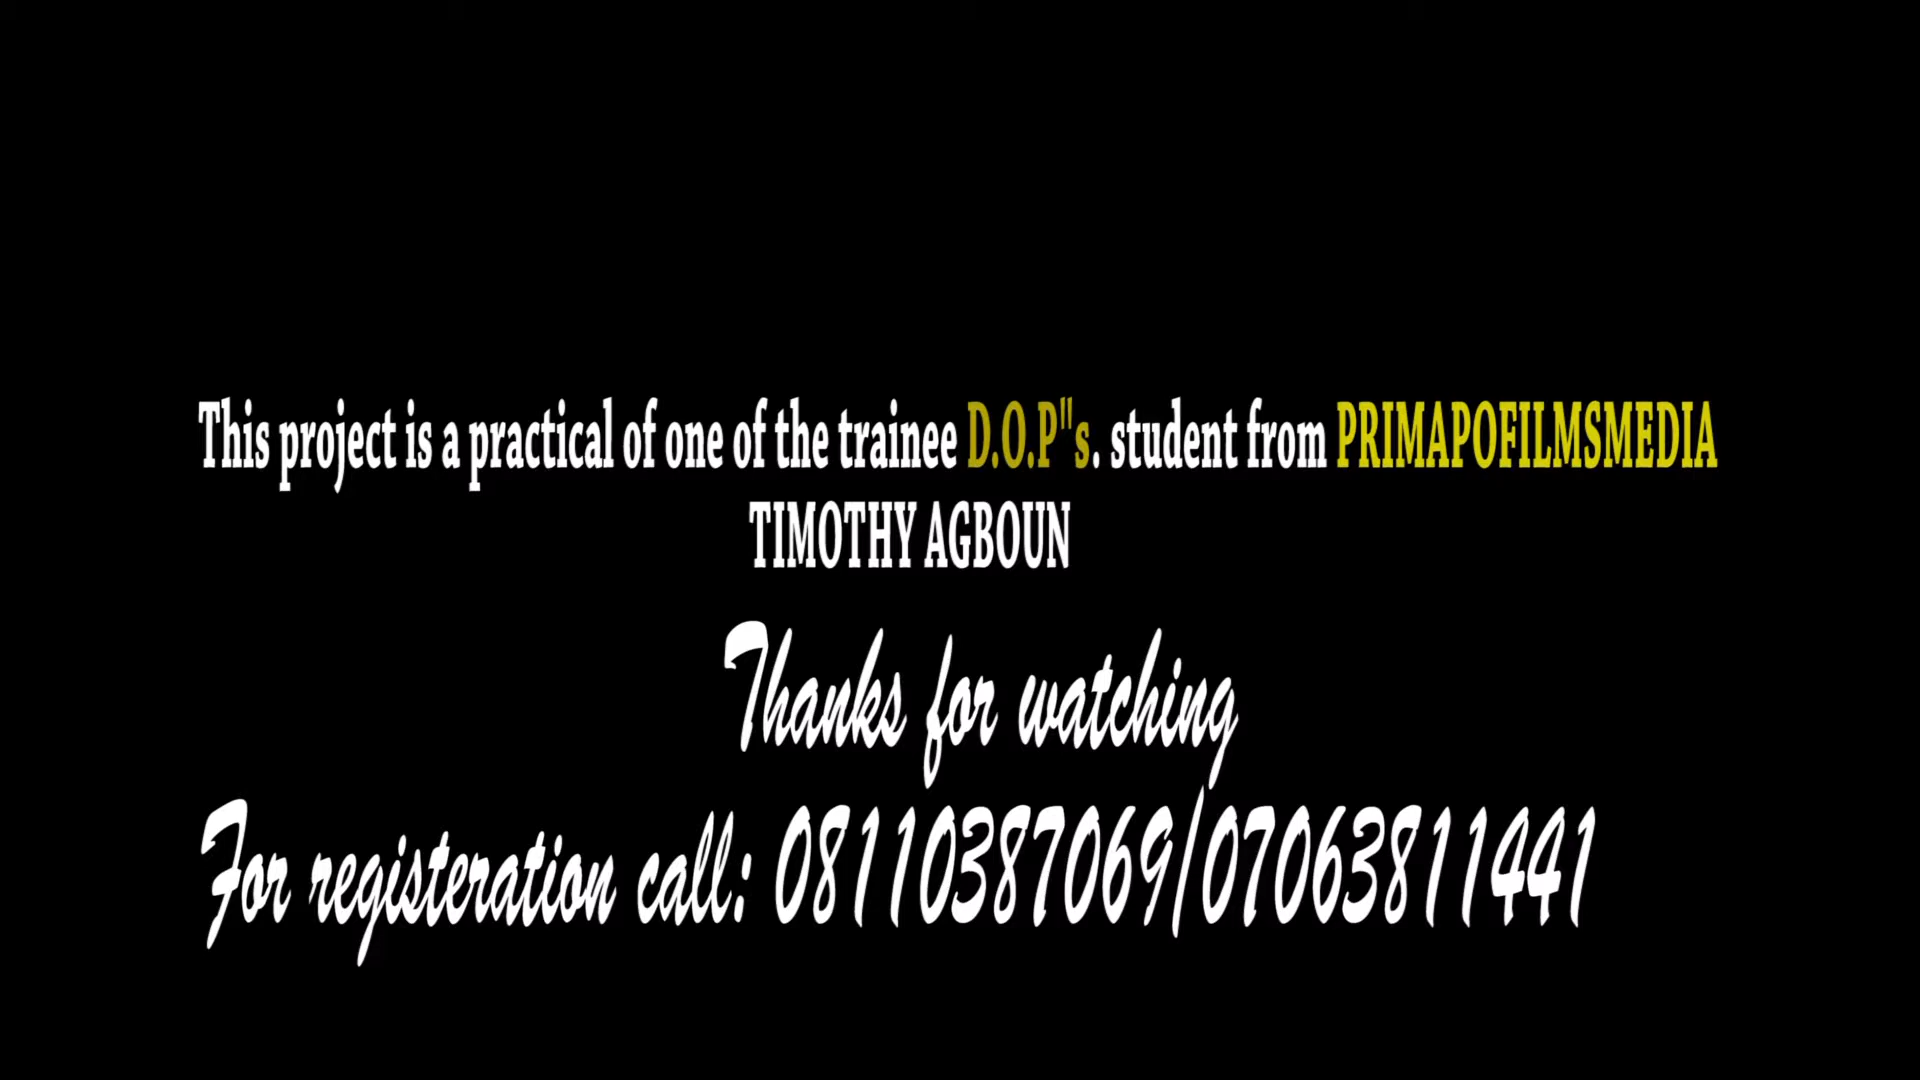 This project is a practical of one of the trainee D.O.P"s. student from PRIMAPOFILMSMEDIA
TIMOTHY AGBOUN
Thanks for watching
For registeration call: 08110387069/07063811441